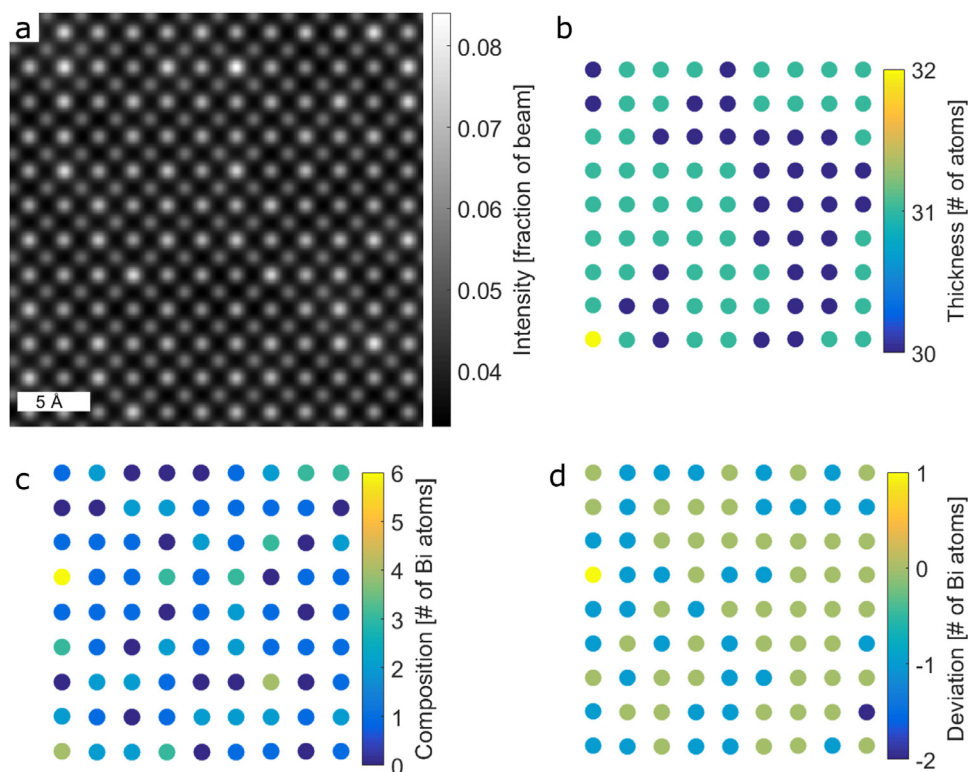 a
0.08
0.07
0.06
0.05
0.04
Intensity [fraction of beam]
5 Å
b
32
31
30
Thickness [# of atoms]
c
6
5
4
3
2
1
0
Composition [# of Bi atoms]
d
1
0
-1
-2
Deviation [# of Bi atoms]